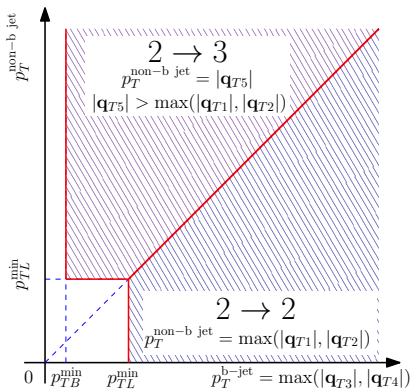 p_T^{non-b jet}
2 → 3
p_T^{non-b jet} = |q_{T5}|
|q_{T5}| > max(|q_{T1}|, |q_{T2}|)
p_{TL}^{min}
2 → 2
p_T^{non-b jet} = max(|q_{T1}|, |q_{T2}|)
0 p_{TB}^{min} p_{TL}^{min} p_T^{b-jet} = max(|q_{T3}|, |q_{T4}|)